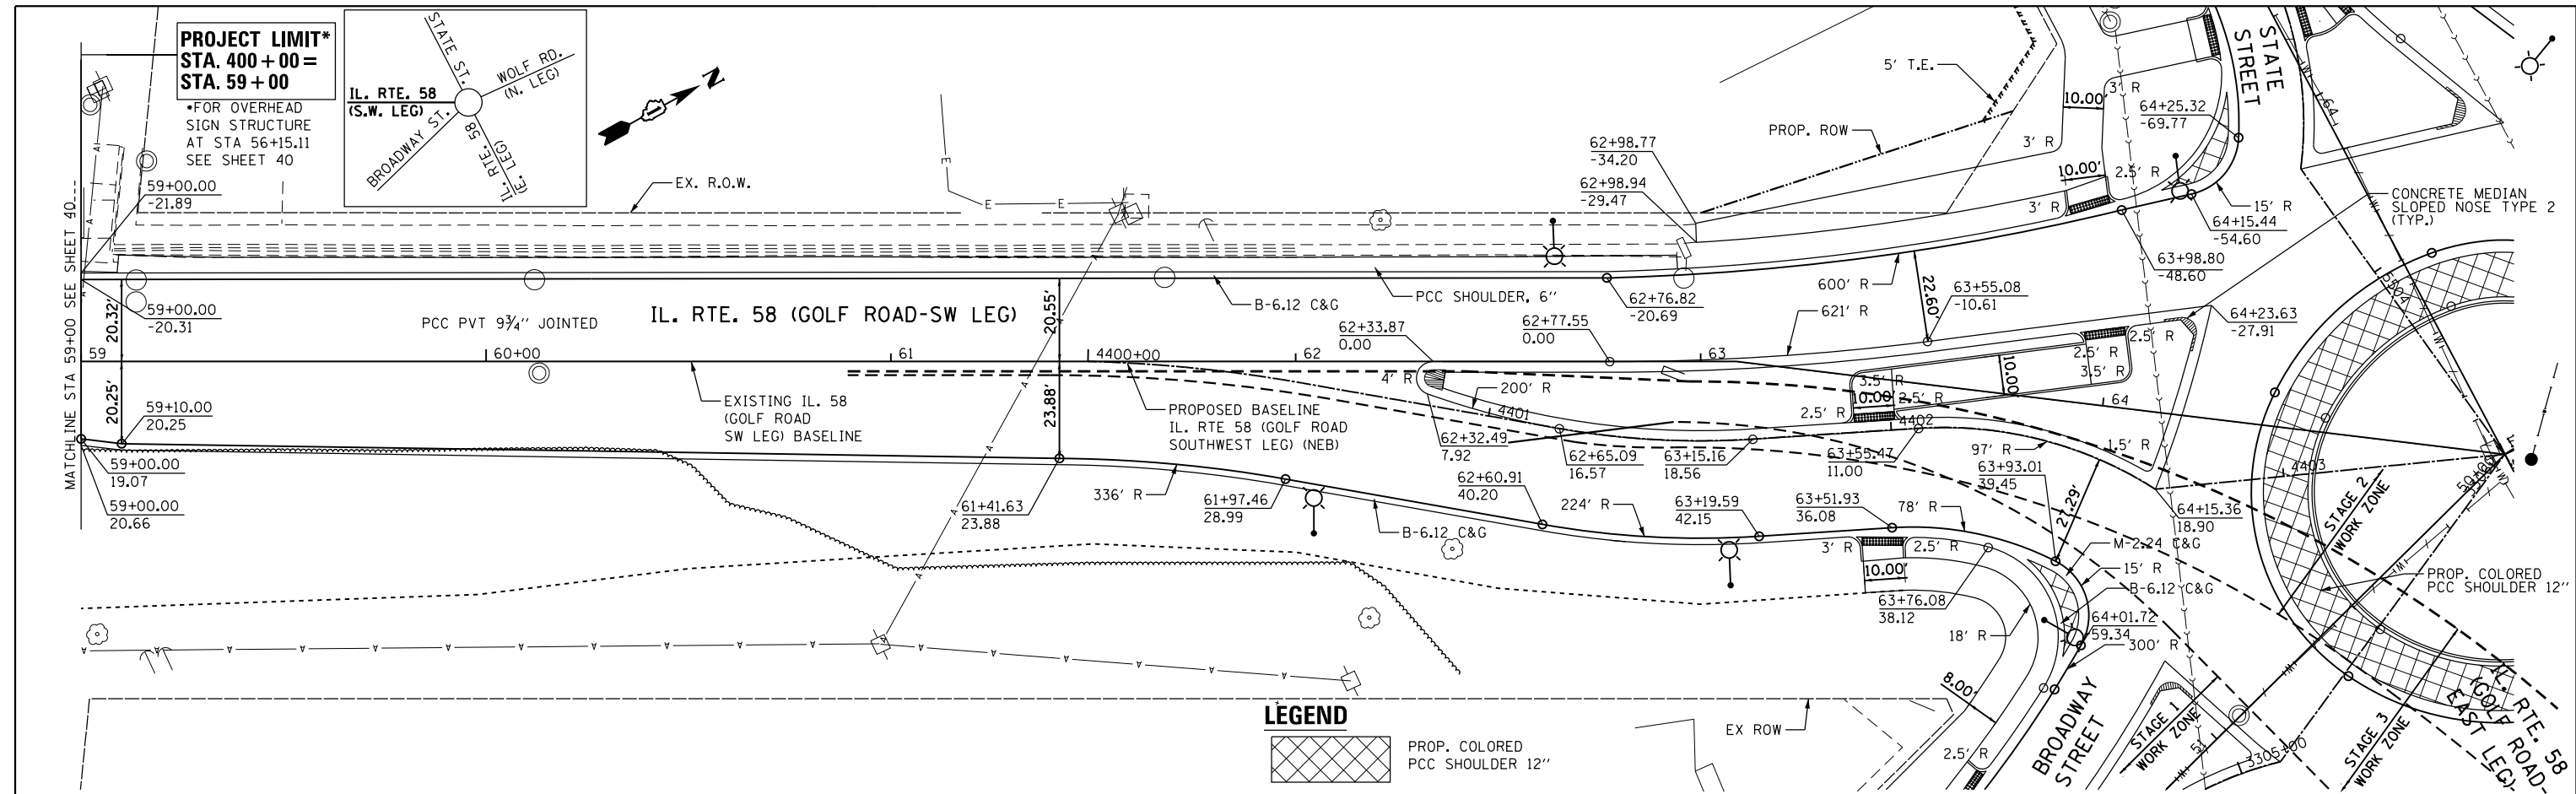 PROJECT LIMIT*
STA. 400+00=
STA. 59+00
*FOR OVERHEAD
SIGN STRUCTURE
AT STA 56+15.11
SEE SHEET 40
STATE ST.
WOLF RD.
(N. LEG)
IL. RTE. 58
(S.W. LEG)
BROADWAY ST.
IL. RTE. 58
(E. LEG)
N
MATCHLINE STA 59+00 SEE SHEET 40
59+00.00
-21.89
EX. R.O.W.
59+00.00
-20.31
20.32'
20.25'
PCC PVT 9¾" JOINTED
IL. RTE. 58 (GOLF ROAD-SW LEG)
20.55'
23.88'
B-6.12 C&G
PCC SHOULDER, 6"
59
60+00
61
4400+00
62
63
64
59+10.00
20.25
59+00.00
19.07
59+00.00
20.66
EXISTING IL. 58
(GOLF ROAD
SW LEG) BASELINE
PROPOSED BASELINE
IL. RTE 58 (GOLF ROAD
SOUTHWEST LEG) (NEB)
62+98.77
-34.20
62+98.94
-29.47
PROP. ROW
5' T.E.
10.00'
3' R
3' R
64+25.32
-69.77
10.00'
2.5' R
3' R
15' R
64+15.44
-54.60
63+98.80
-48.60
STATE
STREET
64
CONCRETE MEDIAN
SLOPED NOSE TYPE 2
(TYP.)
62+76.82
-20.69
600' R
621' R
22.60'
63+55.08
-10.61
62+33.87
0.00
62+77.55
0.00
64+23.63
-27.91
2.5' R
2.5' R
3.5' R
10.00'
4' R
200' R
4401
3.5' R
10.00'
2.5' R
2.5' R
4402
62+32.49
7.92
62+65.09
16.57
63+15.16
18.56
63+55.47
11.00
97' R
1.5' R
63+93.01
39.45
4403
336' R
61+41.63
23.88
61+97.46
28.99
62+60.91
40.20
B-6.12 C&G
224' R
63+19.59
42.15
63+51.93
36.08
78' R
27.29'
64+15.36
18.90
3' R
2.5' R
10.00'
M-2.24 C&G
15' R
B-6.12 C&G
63+76.08
38.12
64+01.72
59.34
18' R
300' R
8.00'
2.5' R
EX ROW
BROADWAY
STREET
STAGE 1
WORK ZONE
STAGE 2
WORK ZONE
STAGE 3
WORK ZONE
PROP. COLORED
PCC SHOULDER 12"
51
3305+00
IL. RTE. 58
(GOLF ROAD-
EAST LEG)
LEGEND
PROP. COLORED
PCC SHOULDER 12"